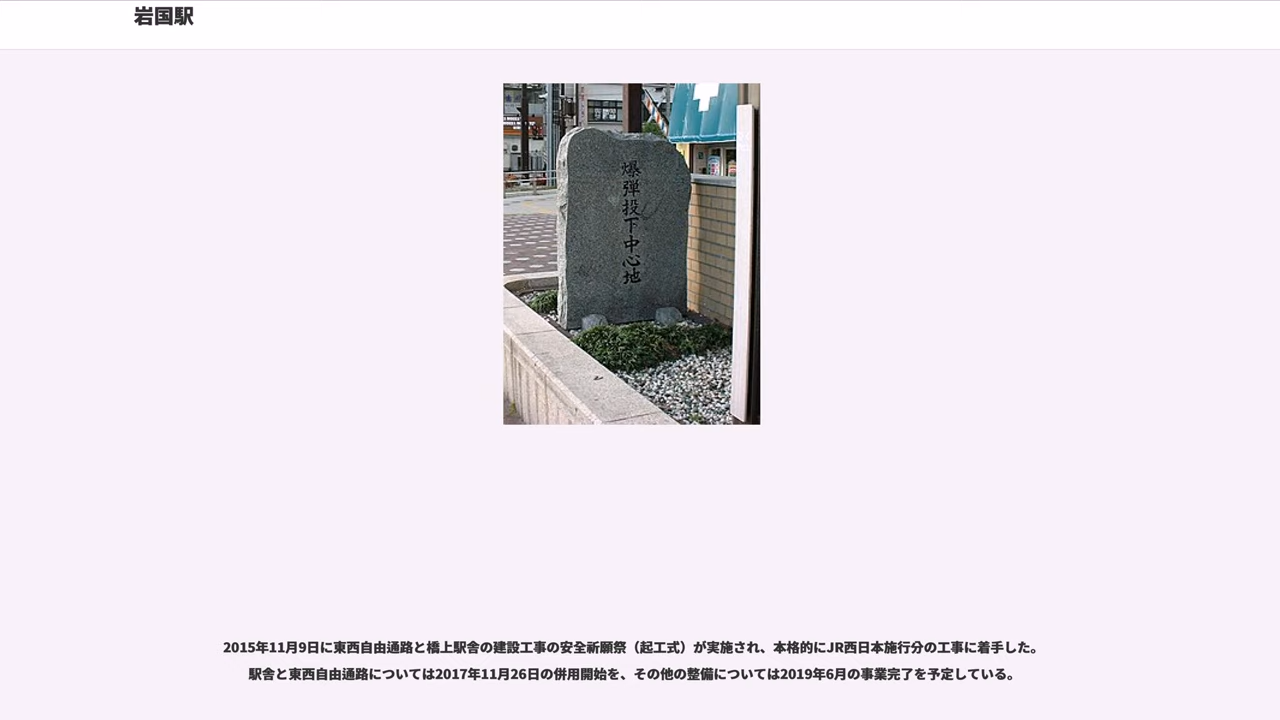 岩国駅
爆弾投下中心地
2015年11月9日に東西自由通路と橋上駅舎の建設工事の安全祈願祭（起工式）が実施され、本格的にJR西日本施行分の工事に着手した。
駅舎と東西自由通路については2017年11月26日の併用開始を、その他の整備については2019年6月の事業完了を予定している。